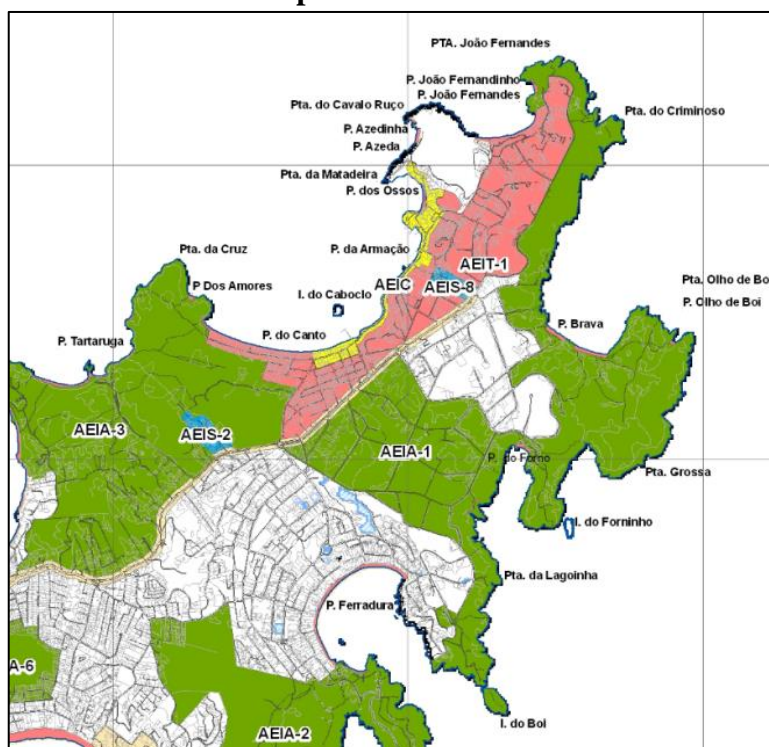 PTA. João Fernandes
P. João Fernandinho
P. João Fernandes
Pta. do Cavalo Ruço
Pta. do Criminoso
P. Azedinha
P. Azeda
Pta. da Matadeira
P. dos Ossos
Pta. da Cruz
P. da Armação
AEIT-1
P Dos Amores
AEIC
AEIS-8
Pta. Olho de Bo
I. do Caboclo
P. Olho de Boi
P. do Canto
P. Brava
P. Tartaruga
AEIA-3
AEIS-2
AEIA-1
P. do Forno
Pta. Grossa
I. do Forninho
Pta. da Lagoinha
P. Ferradura
A-6
I. do Boi
AEIA-2